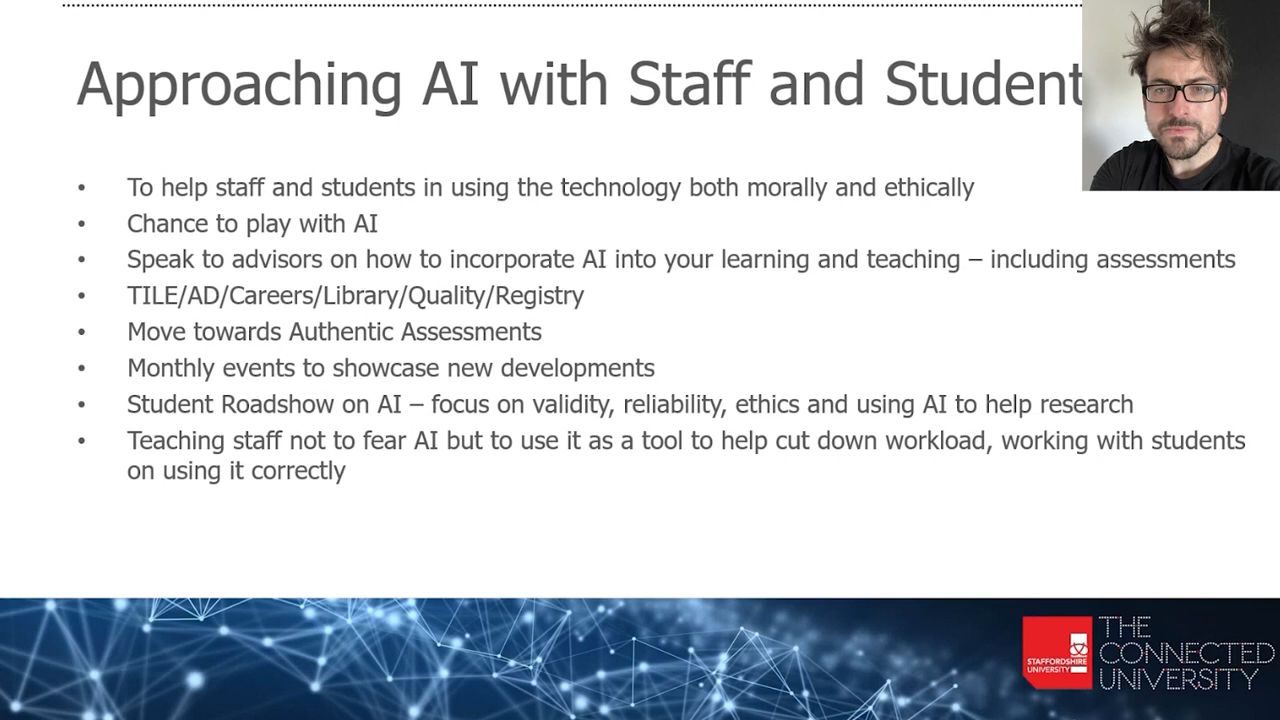 Approaching AI with Staff and Student
To help staff and students in using the technology both morally and ethically
Chance to play with AI
Speak to advisors on how to incorporate AI into your learning and teaching – including assessments
TILE/AD/Careers/Library/Quality/Registry
Move towards Authentic Assessments
Monthly events to showcase new developments
Student Roadshow on AI – focus on validity, reliability, ethics and using AI to help research
Teaching staff not to fear AI but to use it as a tool to help cut down workload, working with students
on using it correctly
STAFFORDSHIRE
UNIVERSITY
THE
CONNECTED
UNIVERSITY